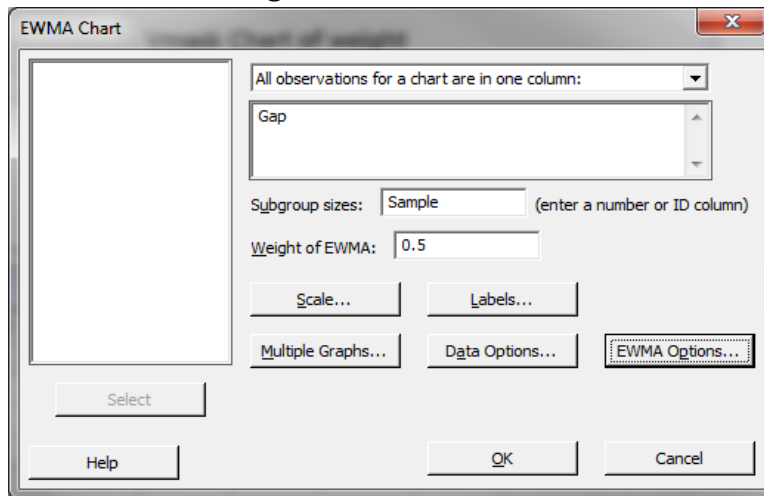 EWMA Chart
All observations for a chart are in one column:
Gap
Subgroup sizes: Sample (enter a number or ID column)
Weight of EWMA: 0.5
Scale... Labels...
Multiple Graphs... Data Options... EWMA Options...
Select
Help OK Cancel